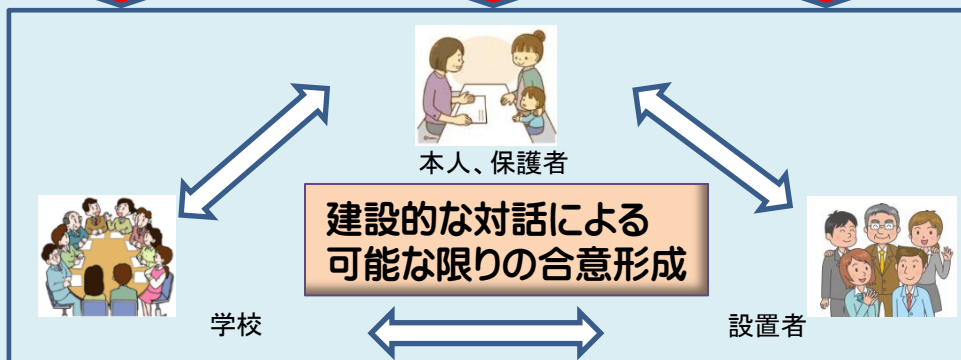 本人、保護者
建設的な対話による
可能な限りの合意形成
学校
設置者